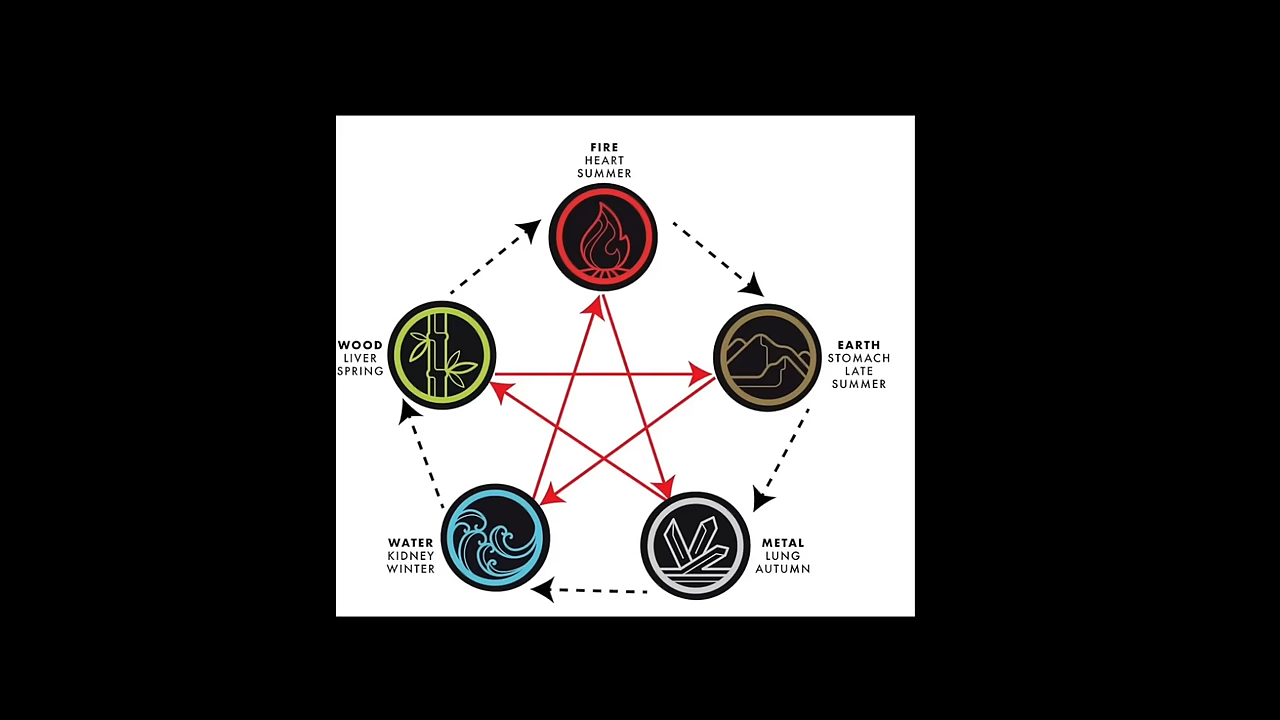 FIRE
HEART
SUMMER
WOOD
LIVER
SPRING
EARTH
STOMACH
LATE
SUMMER
WATER
KIDNEY
WINTER
METAL
LUNG
AUTUMN